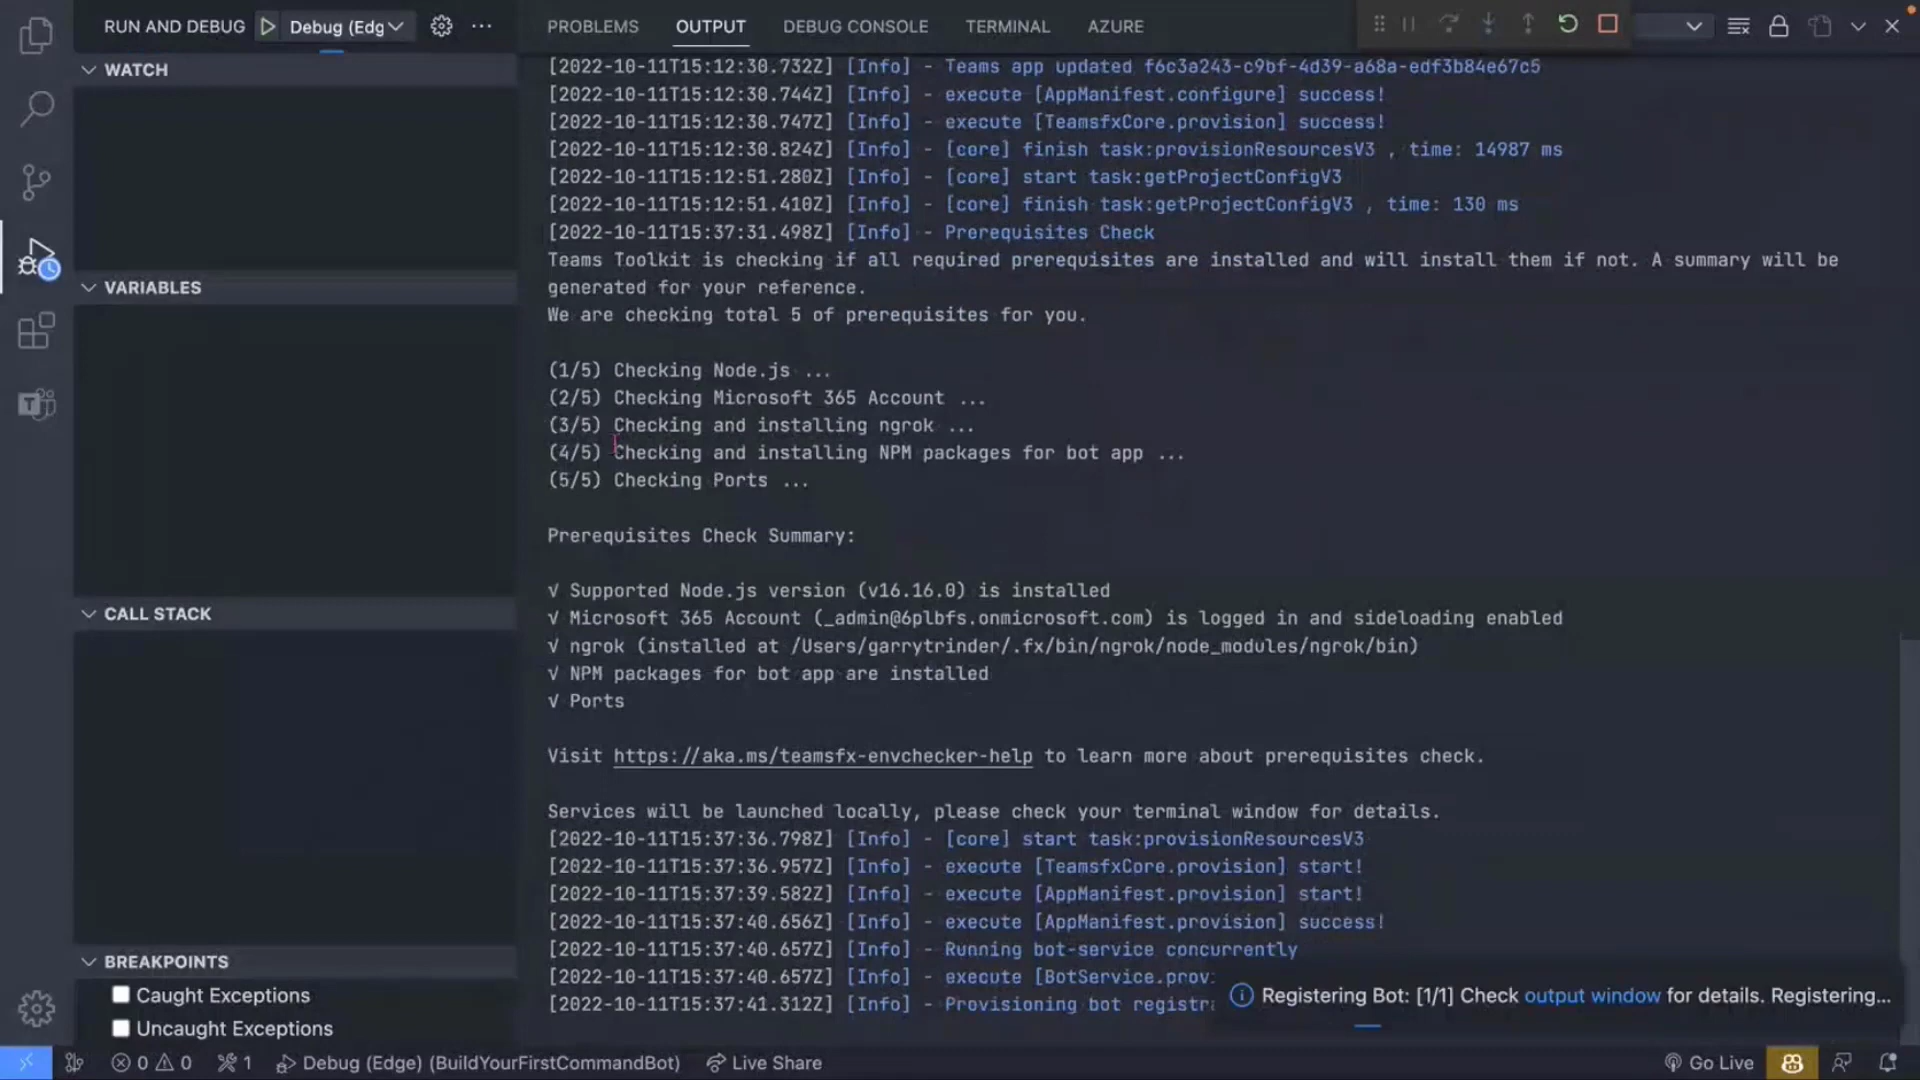 RUN AND DEBUG
Debug (Edg
WATCH
VARIABLES
CALL STACK
BREAKPOINTS
Caught Exceptions
Uncaught Exceptions
PROBLEMS OUTPUT DEBUG CONSOLE TERMINAL AZURE
[2022-10-11T15:12:30.732Z] [Info] - Teams app updated f6c3a243-c9bf-4d39-a68a-edf3b84e67c5
[2022-10-11T15:12:30.744Z] [Info] - execute [AppManifest.configure] success!
[2022-10-11T15:12:30.747Z] [Info] - execute [TeamsfxCore.provision] success!
[2022-10-11T15:12:30.824Z] [Info] - [core] finish task:provisionResourcesV3 , time: 14987 ms
[2022-10-11T15:12:51.280Z] [Info] - [core] start task:getProjectConfigV3
[2022-10-11T15:12:51.410Z] [Info] - [core] finish task:getProjectConfigV3 , time: 130 ms
[2022-10-11T15:37:31.498Z] [Info] - Prerequisites Check
Teams Toolkit is checking if all required prerequisites are installed and will install them if not. A summary will be
generated for your reference.
We are checking total 5 of prerequisites for you.
(1/5) Checking Node.js ...
(2/5) Checking Microsoft 365 Account ...
(3/5) Checking and installing ngrok ...
(4/5) Checking and installing NPM packages for bot app ...
(5/5) Checking Ports ...
Prerequisites Check Summary:
√ Supported Node.js version (v16.16.0) is installed
√ Microsoft 365 Account (_admin@6plbfs.onmicrosoft.com) is logged in and sideloading enabled
√ ngrok (installed at /Users/garrytrinder/.fx/bin/ngrok/node_modules/ngrok/bin)
√ NPM packages for bot app are installed
√ Ports
Visit https://aka.ms/teamsfx-envchecker-help to learn more about prerequisites check.
Services will be launched locally, please check your terminal window for details.
[2022-10-11T15:37:36.798Z] [Info] - [core] start task:provisionResourcesV3
[2022-10-11T15:37:36.957Z] [Info] - execute [TeamsfxCore.provision] start!
[2022-10-11T15:37:39.582Z] [Info] - execute [AppManifest.provision] start!
[2022-10-11T15:37:40.656Z] [Info] - execute [AppManifest.provision] success!
[2022-10-11T15:37:40.657Z] [Info] - Running bot-service concurrently
[2022-10-11T15:37:40.657Z] [Info] - execute [BotService.prov
[2022-10-11T15:37:41.312Z] [Info] - Provisioning bot registr
Registering Bot: [1/1] Check output window for details. Registering...
0 0 1 Debug (Edge) (BuildYourFirstCommandBot) Live Share Go Live